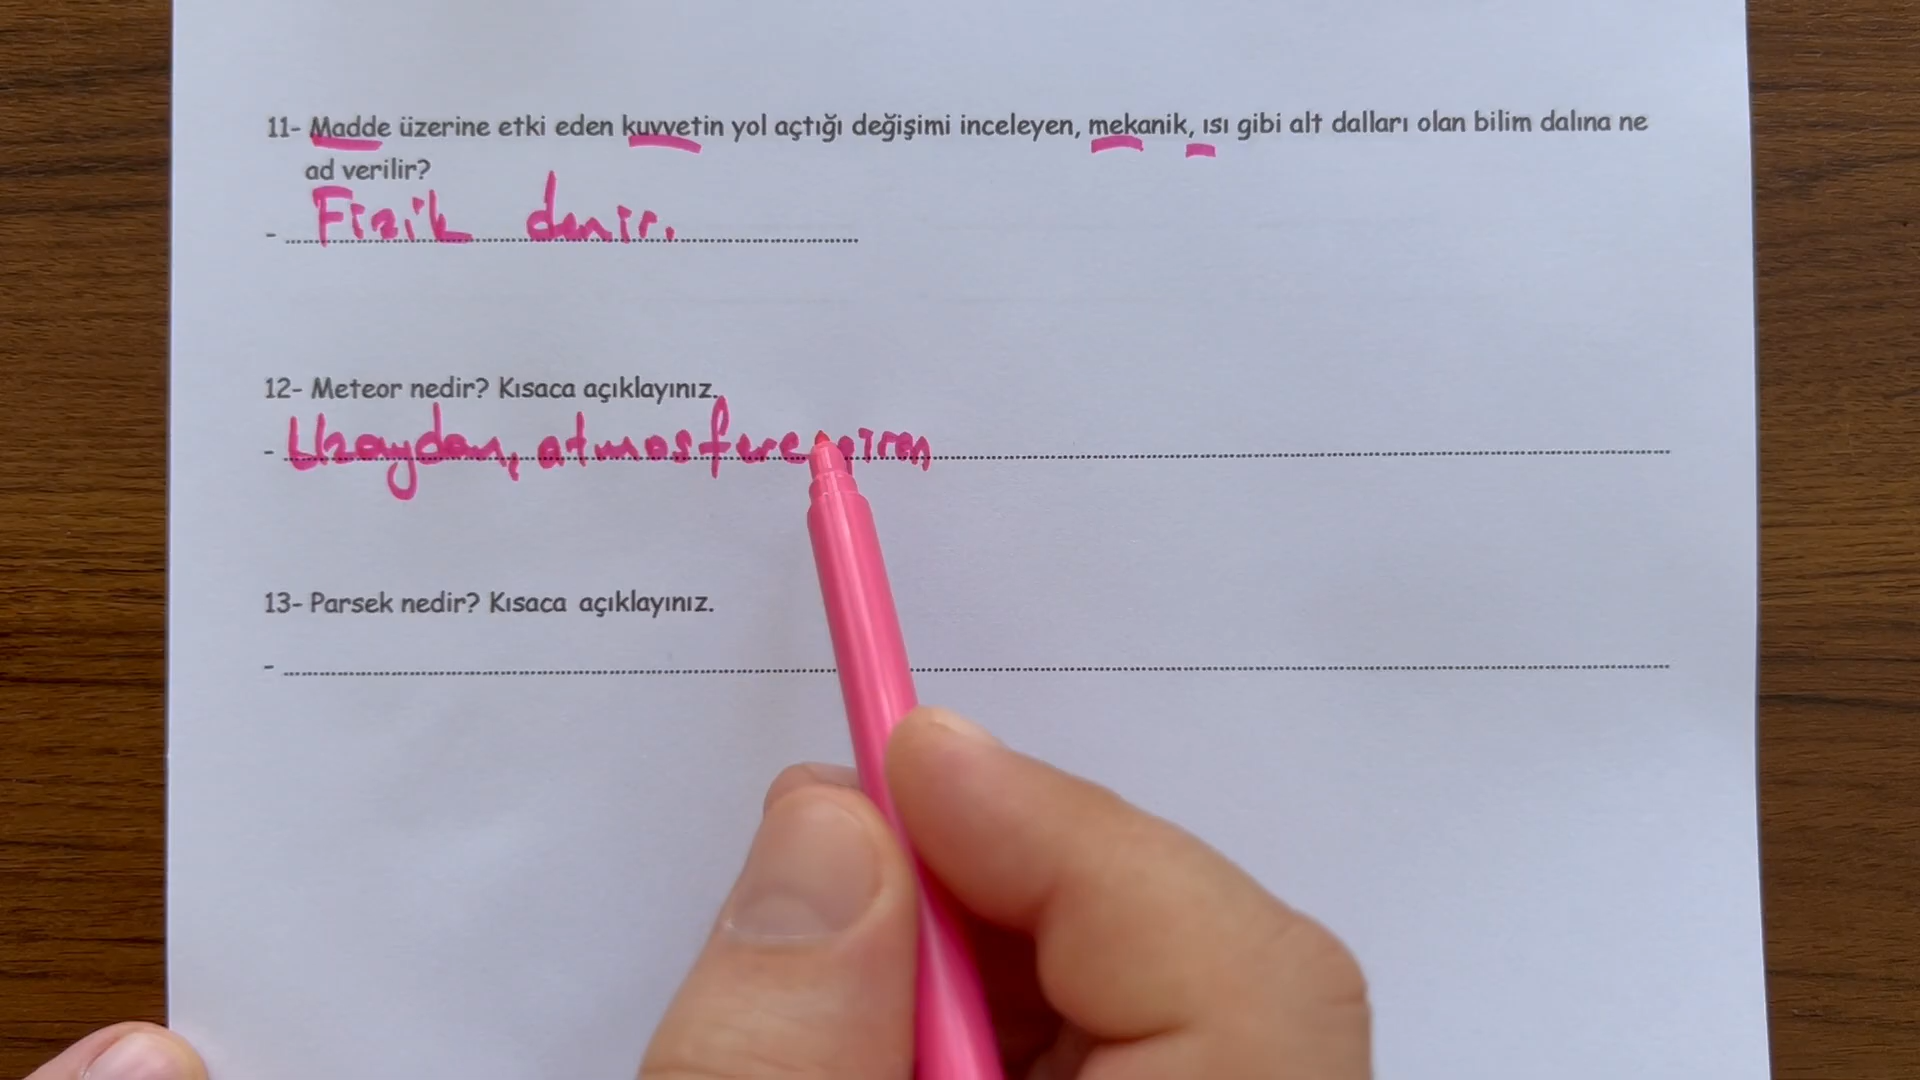 11- Madde üzerine etki eden kuvvetin yol açtığı değişimi inceleyen, mekanik, ısı gibi alt dalları olan bilim dalına ne
ad verilir?
- Fizik denir.
12- Meteor nedir? Kısaca açıklayınız.
- Uzaydan, atmosfere giren
13- Parsek nedir? Kısaca açıklayınız.
-